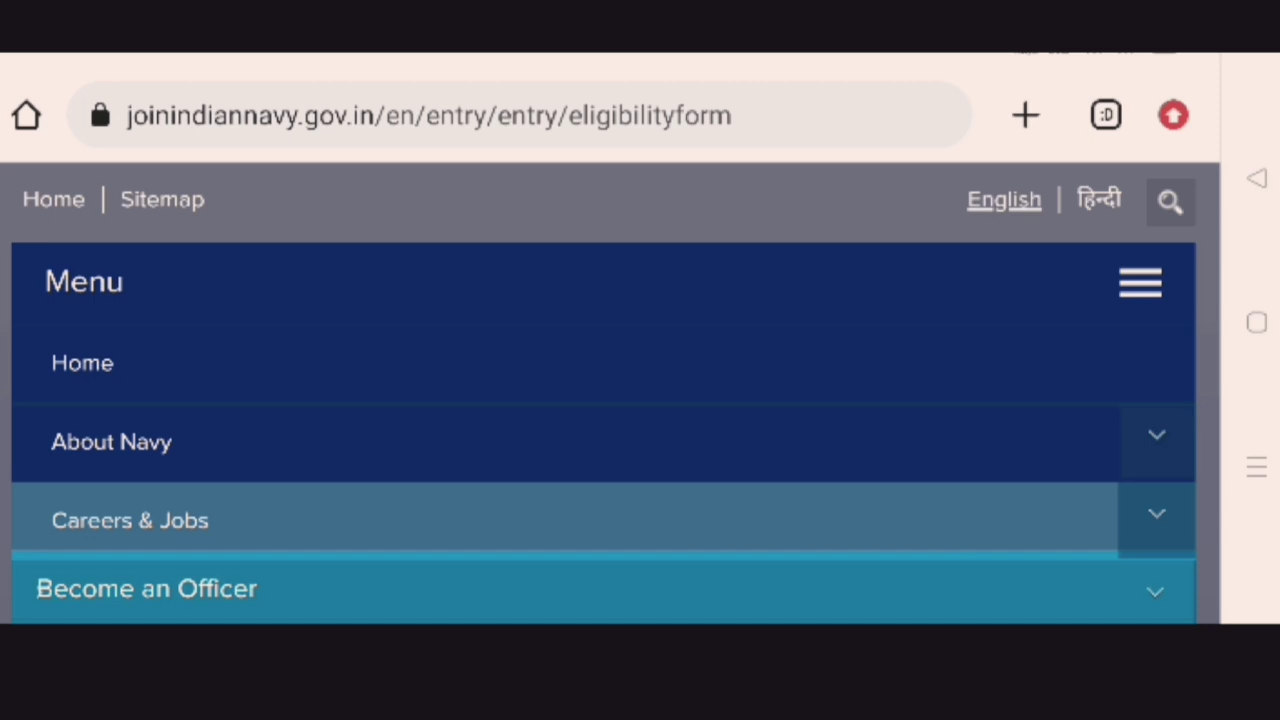 joinindiannavy.gov.in/en/entry/entry/eligibilityform
:D
Home | Sitemap
English | हिन्दी
Menu
Home
About Navy
Careers & Jobs
Become an Officer